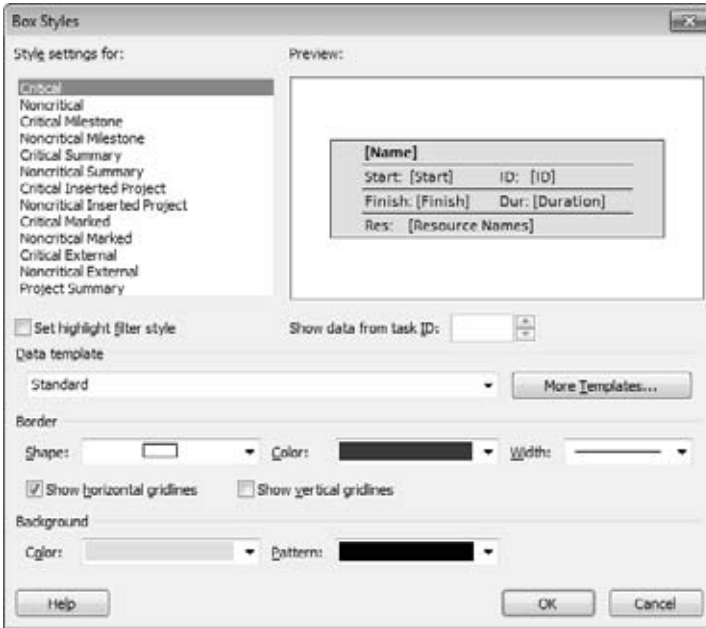 Box Styles
Style settings for:
Critical
Noncritical
Critical Milestone
Noncritical Milestone
Critical Summary
Noncritical Summary
Critical Inserted Project
Noncritical Inserted Project
Critical Marked
Noncritical Marked
Critical External
Noncritical External
Project Summary
Preview:
[Name]
Start: [Start] ID: [ID]
Finish: [Finish] Dur: [Duration]
Res: [Resource Names]
Set highlight filter style
Show data from task ID:
Data template
Standard
More Templates...
Border
Shape: Color: Width:
Show horizontal gridlines Show vertical gridlines
Background
Color: Pattern:
Help OK Cancel